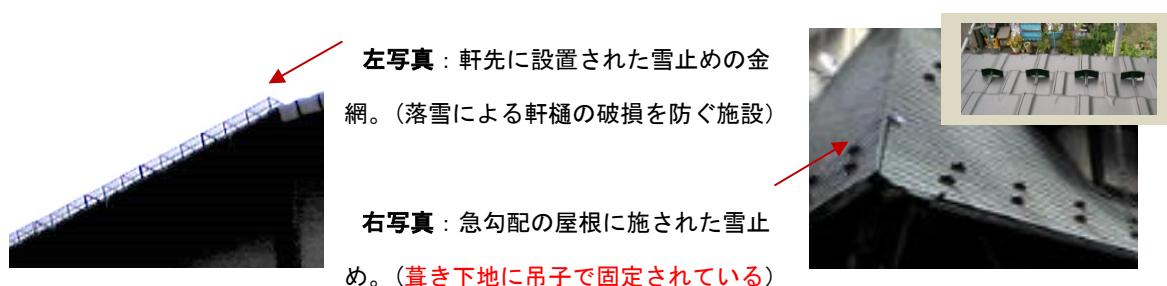 左写真：軒先に設置された雪止めの金
網。（落雪による軒樋の破損を防ぐ施設）
右写真：急勾配の屋根に施された雪止
め。（葺き下地に吊子で固定されている）